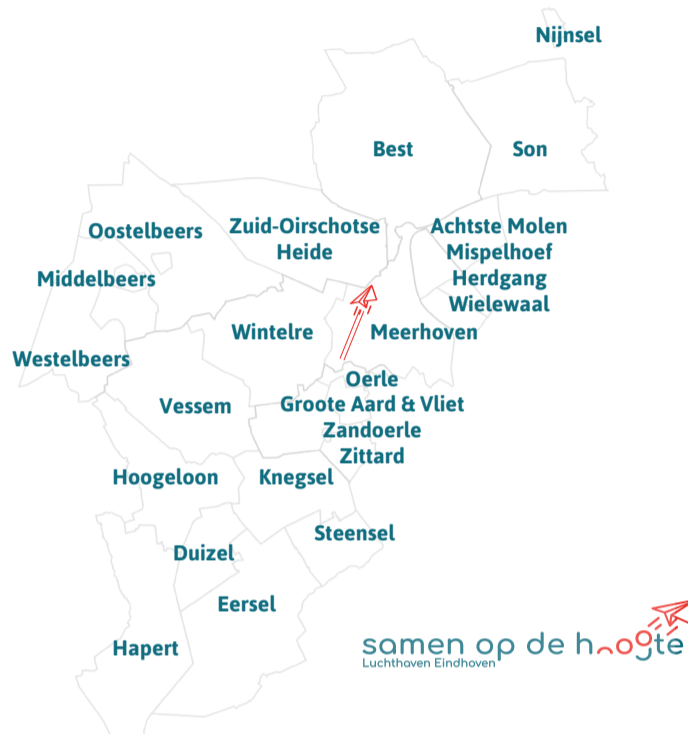 Nijnsel
Best
Son
Oostelbeers
Zuid-Oirschotse
Heide
Achtste Molen
Mispelhoef
Herdgang
Wielewaal
Middelbeers
Wintelre
Meerhoven
Westelbeers
Oerle
Groote Aard & Vliet
Zandoerle
Zittard
Vessem
Hoogeloon
Knegsel
Steensel
Duizel
Eersel
Hapert
samen op de hoogte
Luchthaven Eindhoven